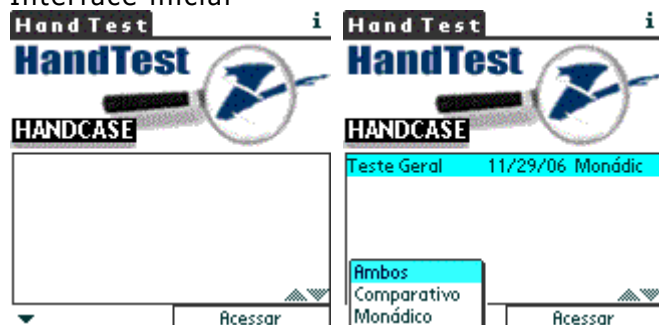 Interface inicial
Hand Test i
HandTest
HANDCASE
Acessar
Hand Test i
HandTest
HANDCASE
Teste Geral 11/29/06 Monádic
Ambos
Comparativo
Monádico
Acessar